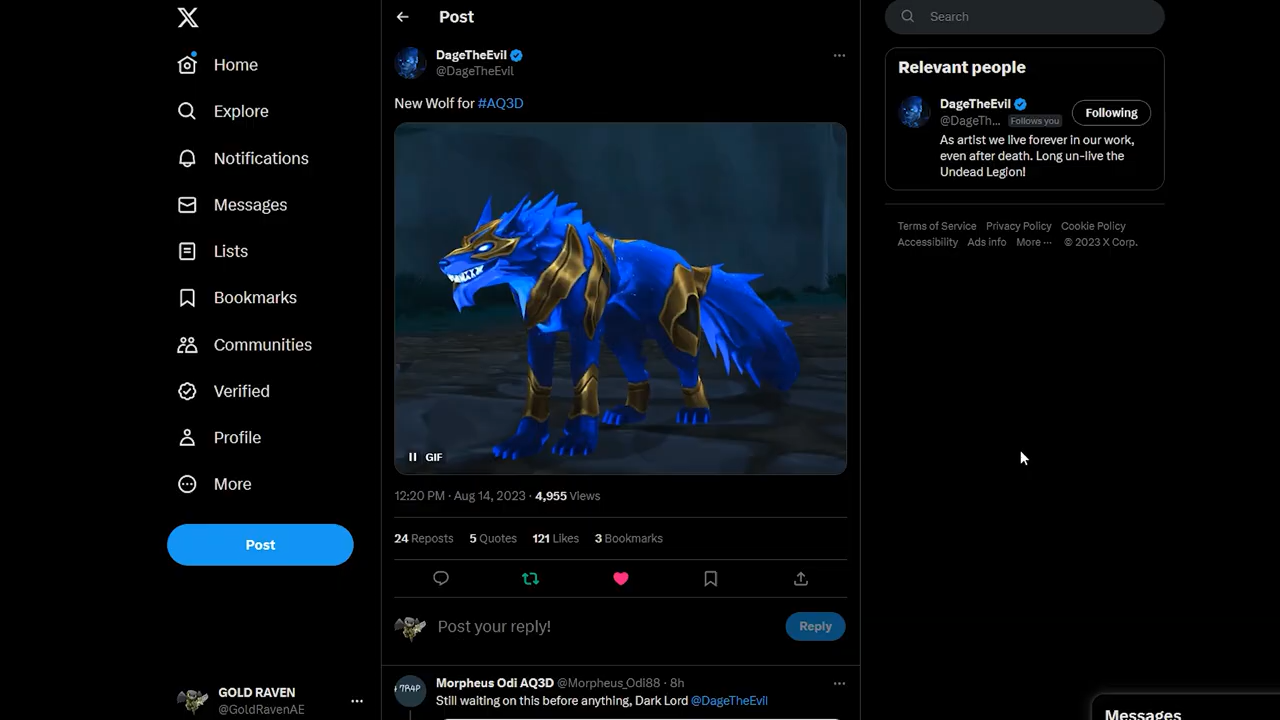 Home
Explore
Notifications
Messages
Lists
Bookmarks
Communities
Verified
Profile
More
Post
GOLD RAVEN
@GoldRavenAE
Post
DageTheEvil
@DageTheEvil
New Wolf for #AQ3D
GIF
12:20 PM · Aug 14, 2023 · 4,955 Views
24 Reposts 5 Quotes 121 Likes 3 Bookmarks
Post your reply!
Reply
Morpheus Odi AQ3D @Morpheus_Odi88 · 8h
Still waiting on this before anything, Dark Lord @DageTheEvil
Search
Relevant people
DageTheEvil
@DageTh... Follows you
Following
As artist we live forever in our work,
even after death. Long un-live the
Undead Legion!
Terms of Service Privacy Policy Cookie Policy
Accessibility Ads info More ··· © 2023 X Corp.
Messages